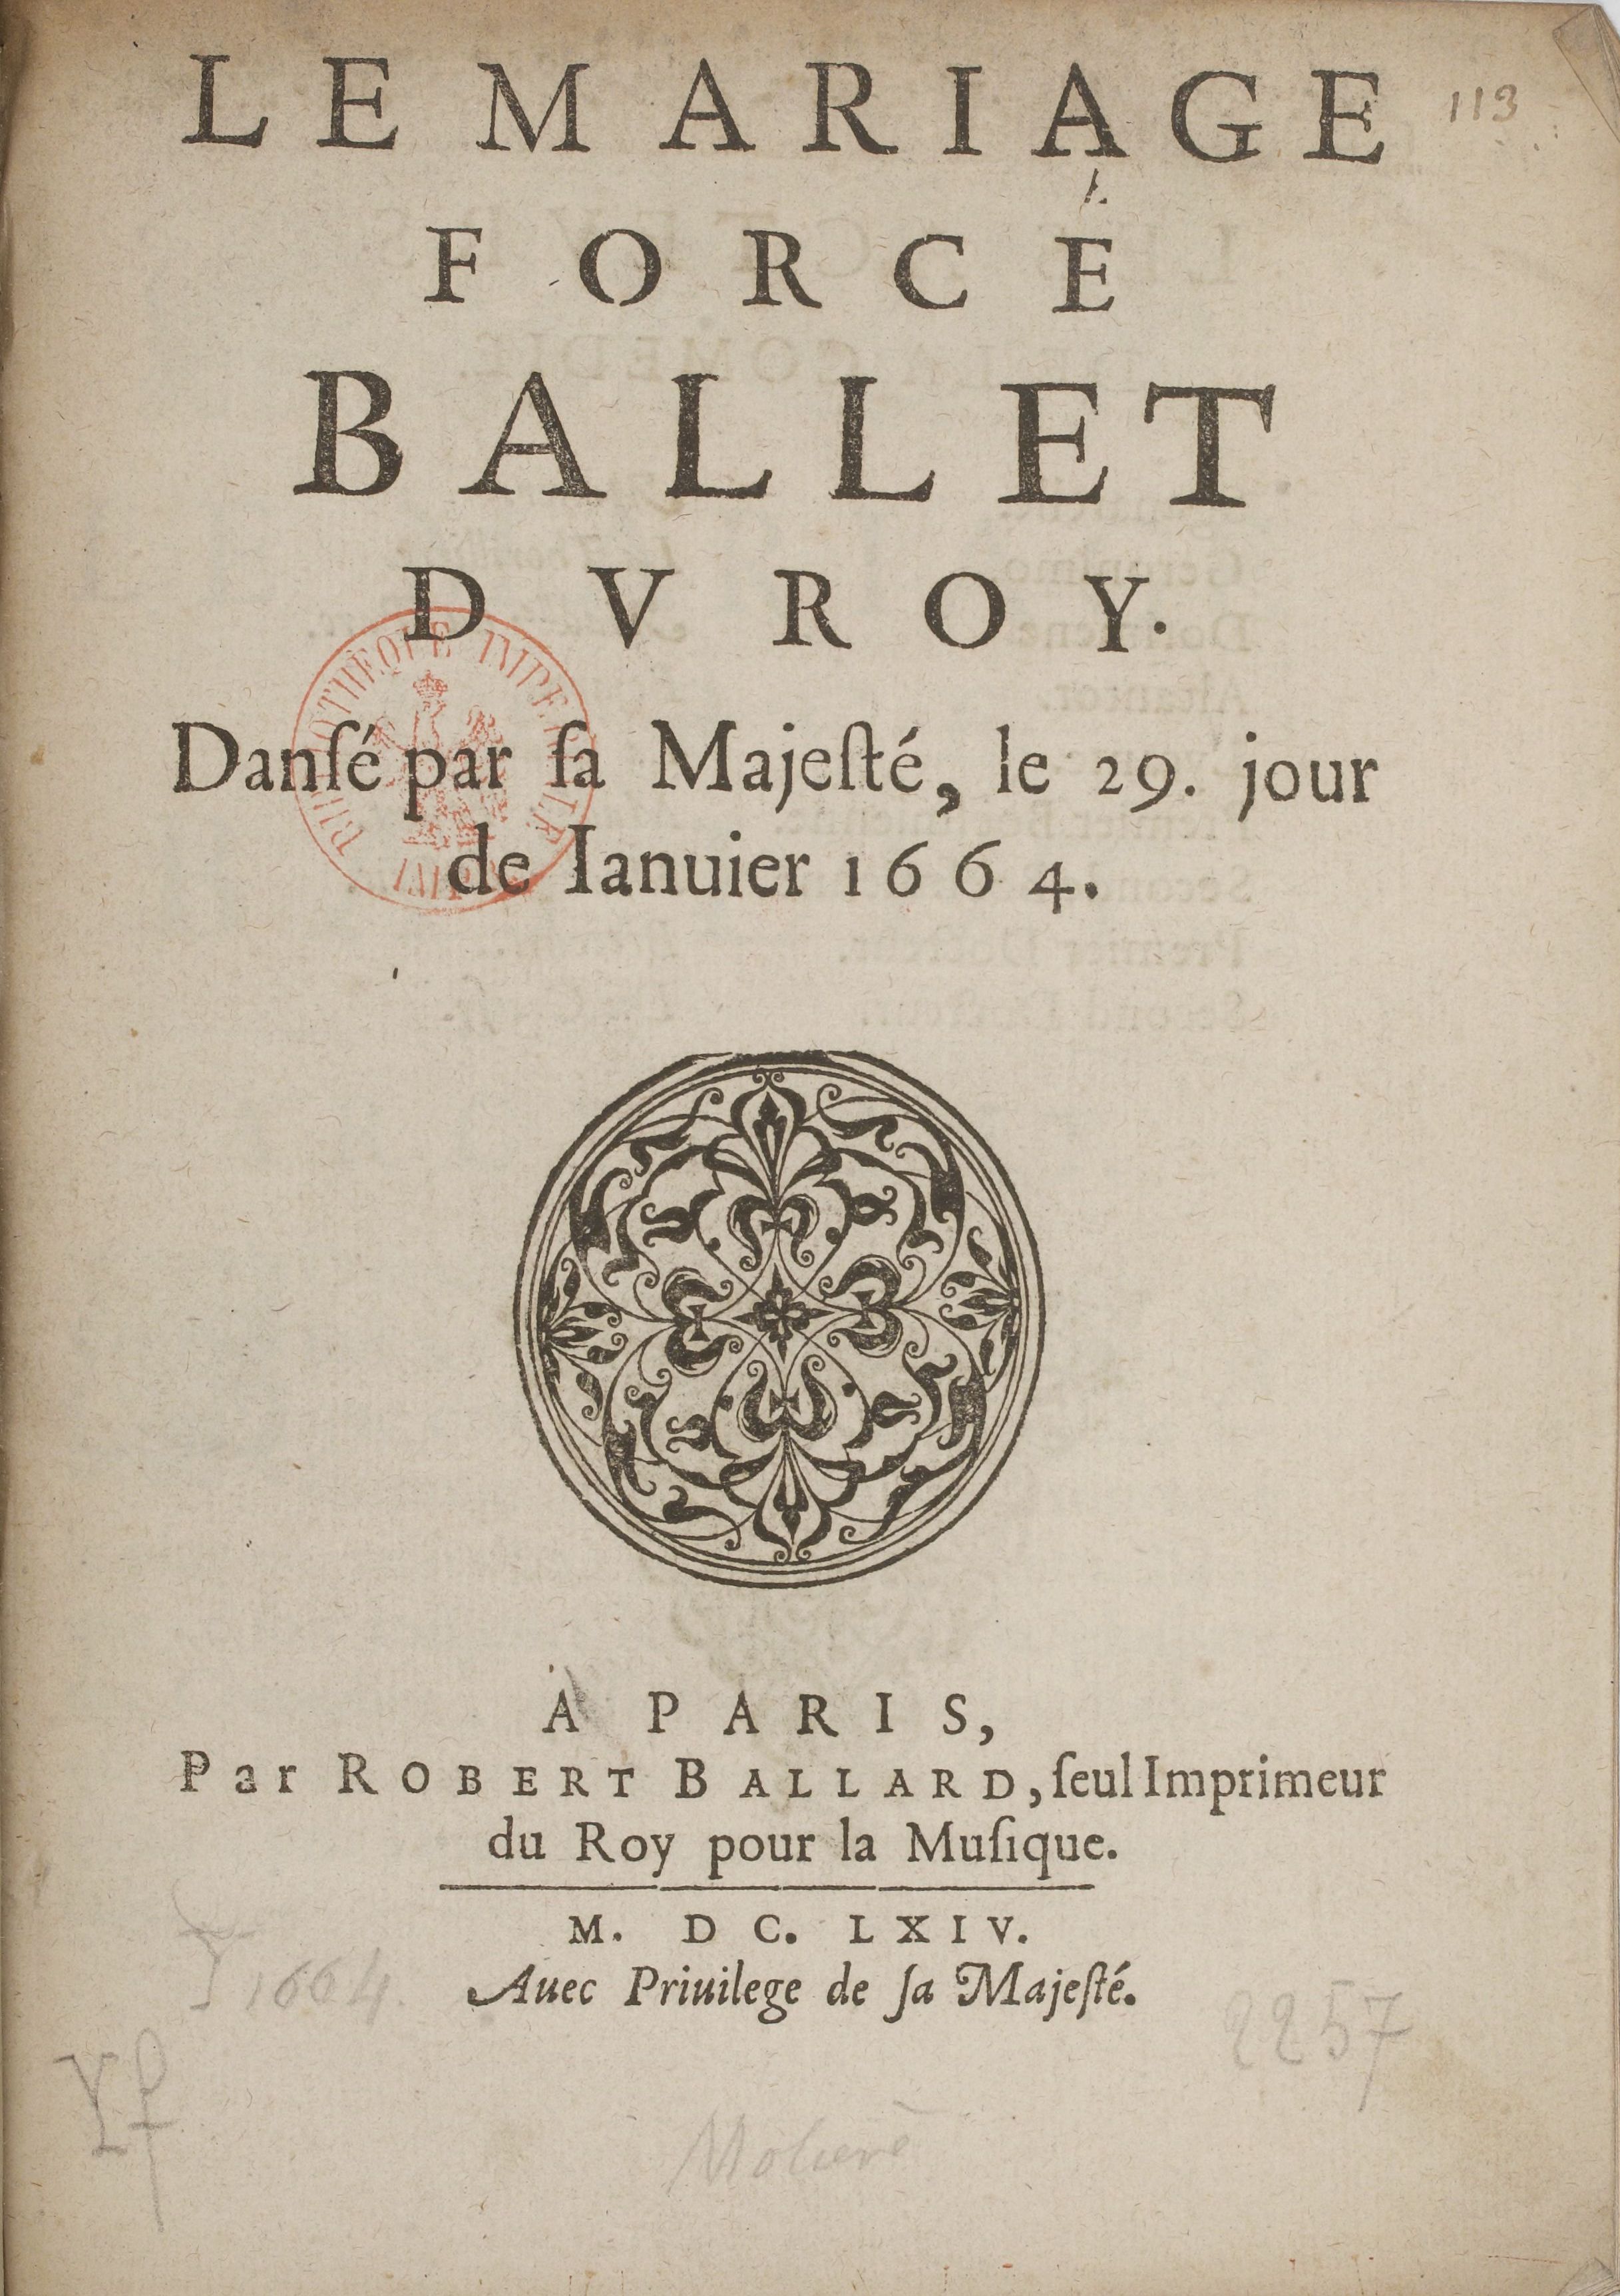 LE MARIAGE
113
FORCÉ
BALLET
DV ROY.
BIBLIOTHEQUE IMPERIALE
Danſé par ſa Majeſté, le 29. jour
de Ianuier 1664.
A PARIS,
Par ROBERT BALLARD, ſeul Imprimeur
du Roy pour la Muſique.
M. DC. LXIV.
Auec Priuilege de ſa Majeſté.
Y 1664.
2257
Yf
Moliere